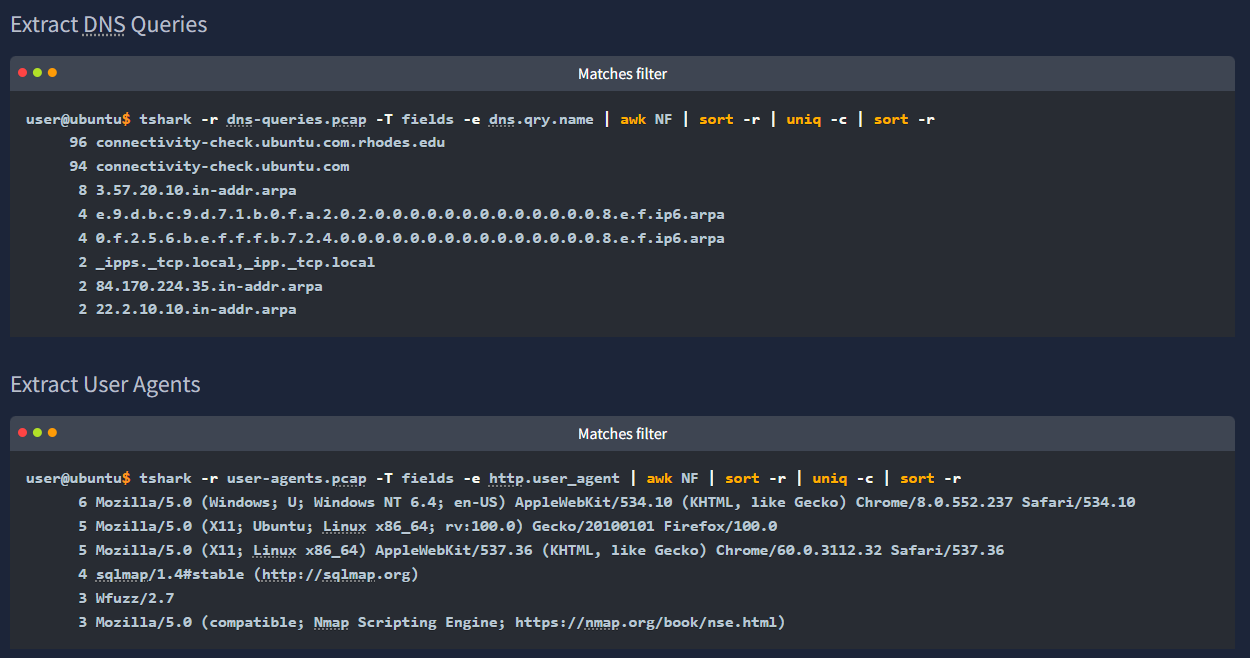 Extract DNS Queries
Matches filter
user@ubuntu$ tshark -r dns-queries.pcap -T fields -e dns.qry.name | awk NF | sort -r | uniq -c | sort -r
96 connectivity-check.ubuntu.com.rhodes.edu
94 connectivity-check.ubuntu.com
8 3.57.20.10.in-addr.arpa
4 e.9.d.b.c.9.d.7.1.b.0.f.a.2.0.2.0.0.0.0.0.0.0.0.0.0.0.0.0.8.e.f.ip6.arpa
4 0.f.2.5.6.b.e.f.f.f.b.7.2.4.0.0.0.0.0.0.0.0.0.0.0.0.0.0.0.8.e.f.ip6.arpa
2 _ipps._tcp.local,_ipp._tcp.local
2 84.170.224.35.in-addr.arpa
2 22.2.10.10.in-addr.arpa
Extract User Agents
Matches filter
user@ubuntu$ tshark -r user-agents.pcap -T fields -e http.user_agent | awk NF | sort -r | uniq -c | sort -r
6 Mozilla/5.0 (Windows; U; Windows NT 6.4; en-US) AppleWebKit/534.10 (KHTML, like Gecko) Chrome/8.0.552.237 Safari/534.10
5 Mozilla/5.0 (X11; Ubuntu; Linux x86_64; rv:100.0) Gecko/20100101 Firefox/100.0
5 Mozilla/5.0 (X11; Linux x86_64) AppleWebKit/537.36 (KHTML, like Gecko) Chrome/60.0.3112.32 Safari/537.36
4 sqlmap/1.4#stable (http://sqlmap.org)
3 Wfuzz/2.7
3 Mozilla/5.0 (compatible; Nmap Scripting Engine; https://nmap.org/book/nse.html)